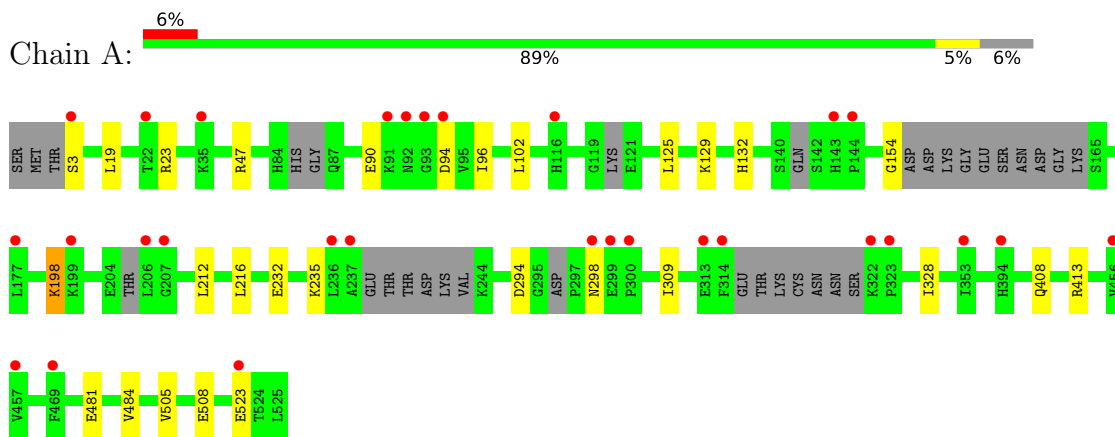 6%
Chain A:
89% 5% 6%
SER MET THR S3 L19 T22 R23 K35 R47 H84 HIS GLY Q87 E90 K91 N92 G93 D94 V95 I96 L102 H116 G119 LYS E121 L125 K129 H132 S140 GLN S142 H143 P144 G154 ASP ASP LYS GLY GLU SER ASN ASP GLY LYS S165
L177 K198 K199 E204 THR L206 G207 L212 L216 E232 K235 L236 A237 GLU THR THR ASP LYS VAL K244 D294 G295 ASP P297 N298 E299 P300 I309 E313 F314 GLU THR LYS CYS ASN ASN SER K322 P323 I328 I353 H394 Q408 R413 V456
V457 F469 E481 V484 V505 E508 E523 T524 L525